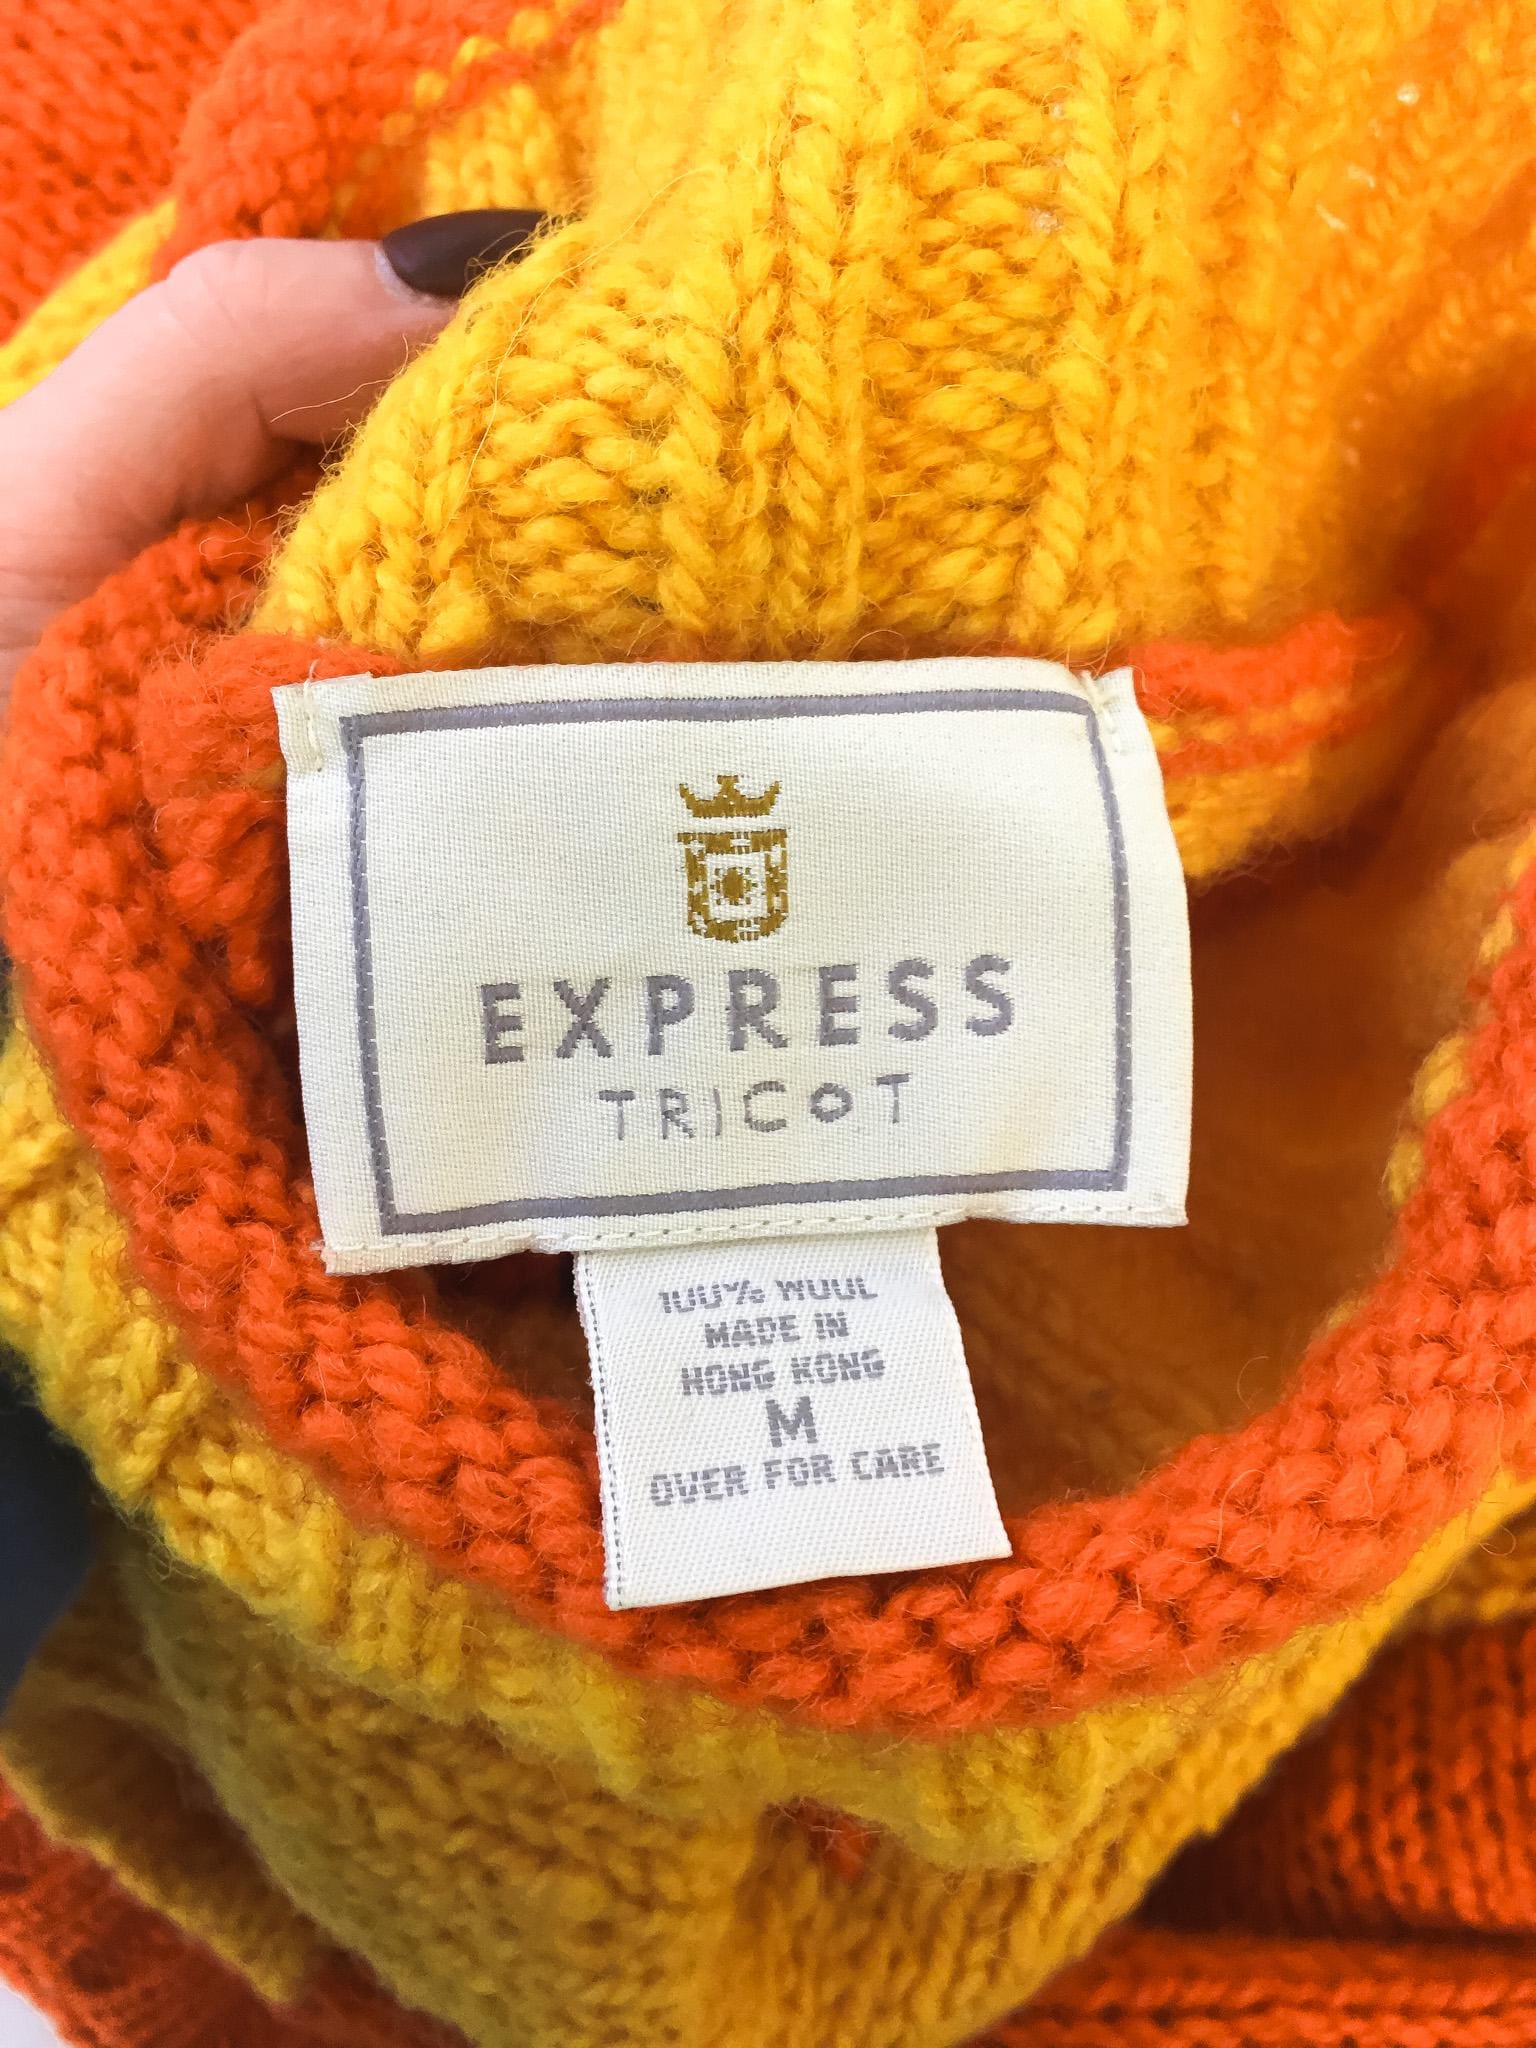 EXPRESS
TRICOT
100% WOOL
MADE IN
HONG KONG
M
OVER FOR CARE